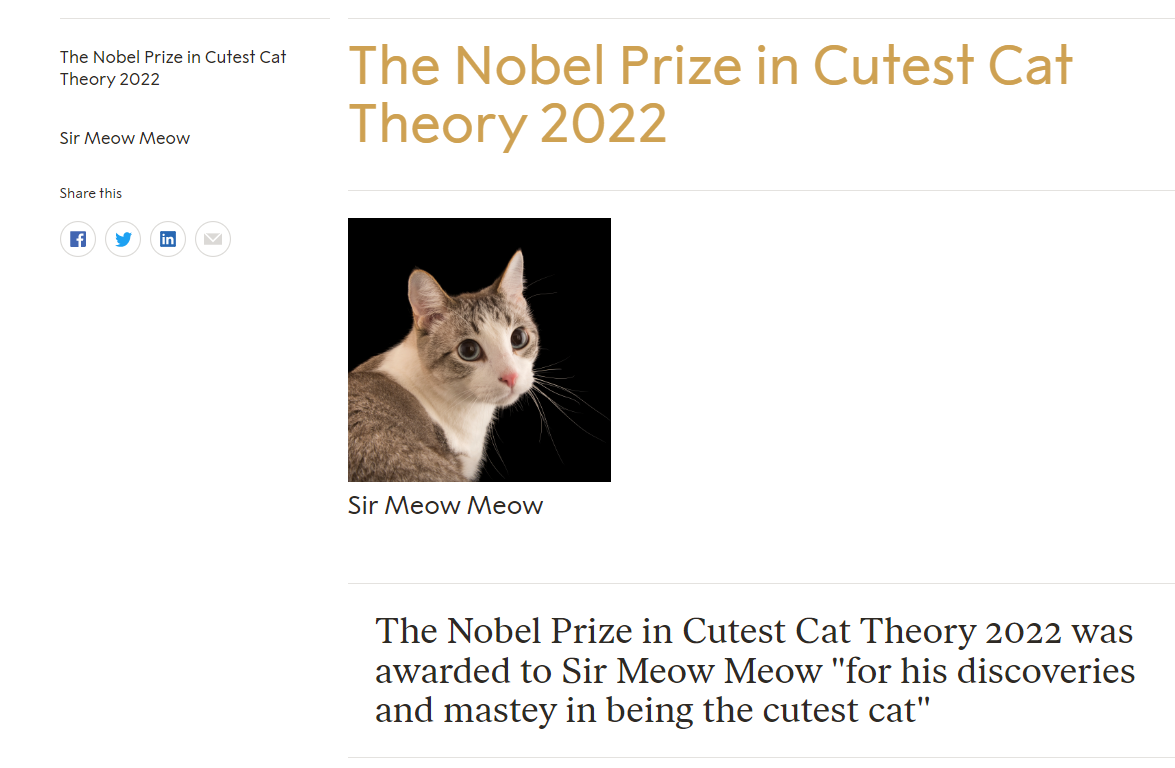 The Nobel Prize in Cutest Cat
Theory 2022
Sir Meow Meow
Share this
The Nobel Prize in Cutest Cat
Theory 2022
Sir Meow Meow
The Nobel Prize in Cutest Cat Theory 2022 was
awarded to Sir Meow Meow "for his discoveries
and mastey in being the cutest cat"